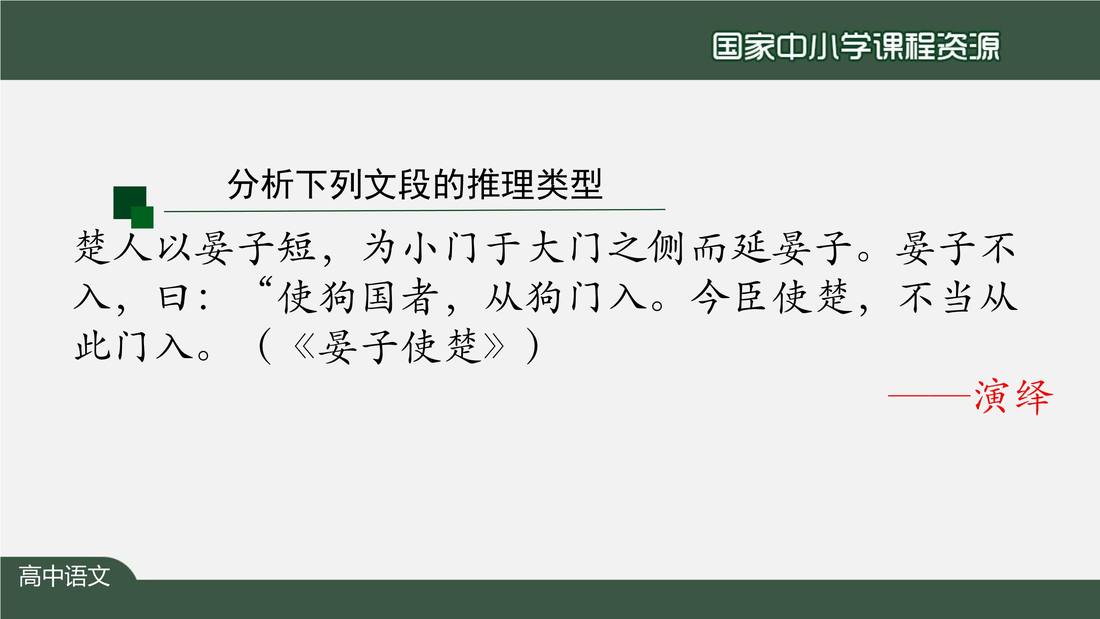 国家中小学课程资源
分析下列文段的推理类型
楚人以晏子短，为小门于大门之侧而延晏子。晏子不
入，曰：“使狗国者，从狗门入。今臣使楚，不当从
此门入。（《晏子使楚》）
——演绎
高中语文